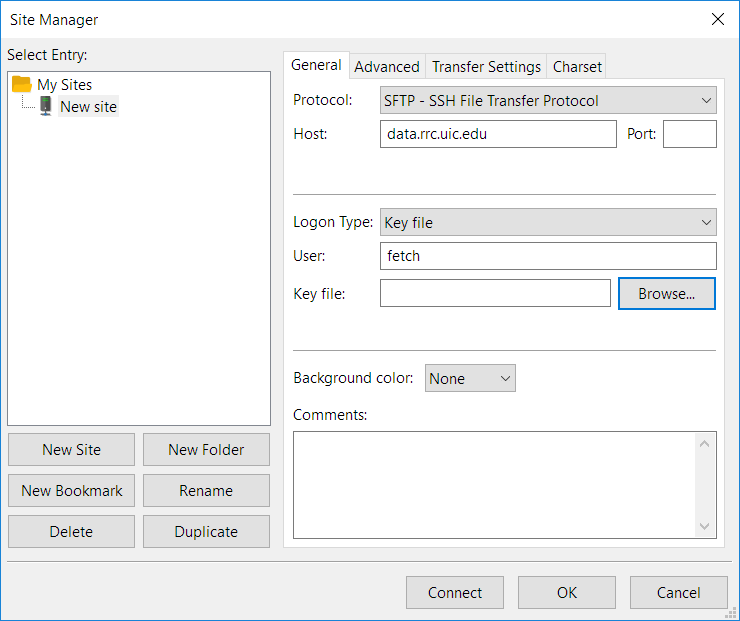 Site Manager
Select Entry:
My Sites
New site
New Site
New Folder
New Bookmark
Rename
Delete
Duplicate
General
Advanced
Transfer Settings
Charset
Protocol:
SFTP - SSH File Transfer Protocol
Host:
data.rrc.uic.edu
Port:
Logon Type:
Key file
User:
fetch
Key file:
Browse...
Background color:
None
Comments:
Connect
OK
Cancel